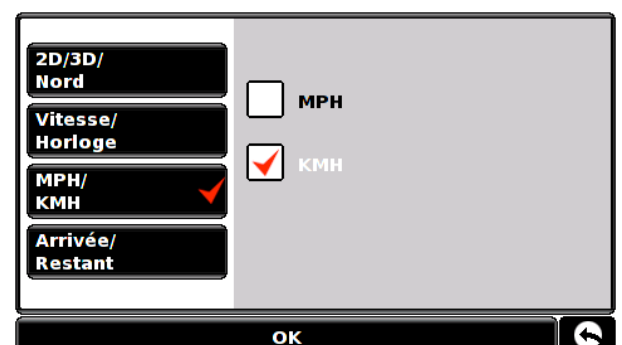 2D/3D/
Nord
Vitesse/
Horloge
MPH/
KMH
Arrivée/
Restant
MPH
KMH
OK